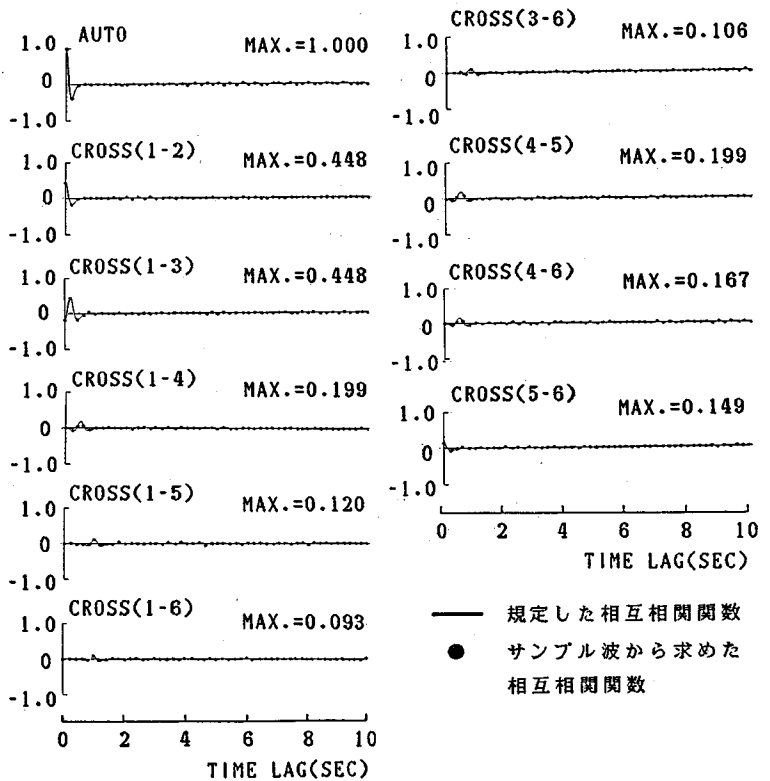 AUTO MAX.=1.000
1.0
0
-1.0
CROSS(1-2) MAX.=0.448
1.0
0
-1.0
CROSS(1-3) MAX.=0.448
1.0
0
-1.0
CROSS(1-4) MAX.=0.199
1.0
0
-1.0
CROSS(1-5) MAX.=0.120
1.0
0
-1.0
CROSS(1-6) MAX.=0.093
1.0
0
-1.0
0 2 4 6 8 10
TIME LAG(SEC)
CROSS(3-6) MAX.=0.106
1.0
0
-1.0
CROSS(4-5) MAX.=0.199
1.0
0
-1.0
CROSS(4-6) MAX.=0.167
1.0
0
-1.0
CROSS(5-6) MAX.=0.149
1.0
0
-1.0
0 2 4 6 8 10
TIME LAG(SEC)
規定した相互相関関数
サンプル波から求めた
相互相関関数